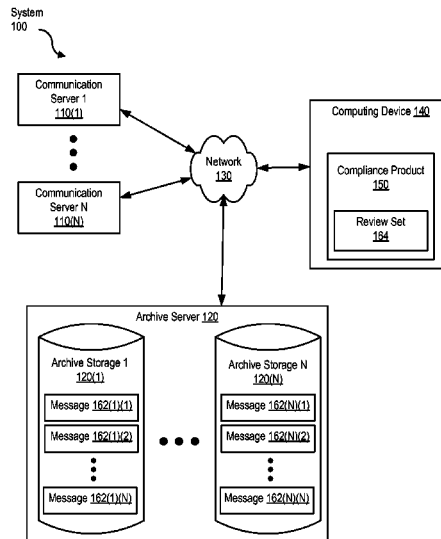 System
100
Communication
Server 1
110(1)
Communication
Server N
110(N)
Network
130
Computing Device 140
Compliance Product
150
Review Set
164
Archive Server 120
Archive Storage 1
120(1)
Message 162(1)(1)
Message 162(1)(2)
Message 162(1)(N)
Archive Storage N
120(N)
Message 162(N)(1)
Message 162(N)(2)
Message 162(N)(N)